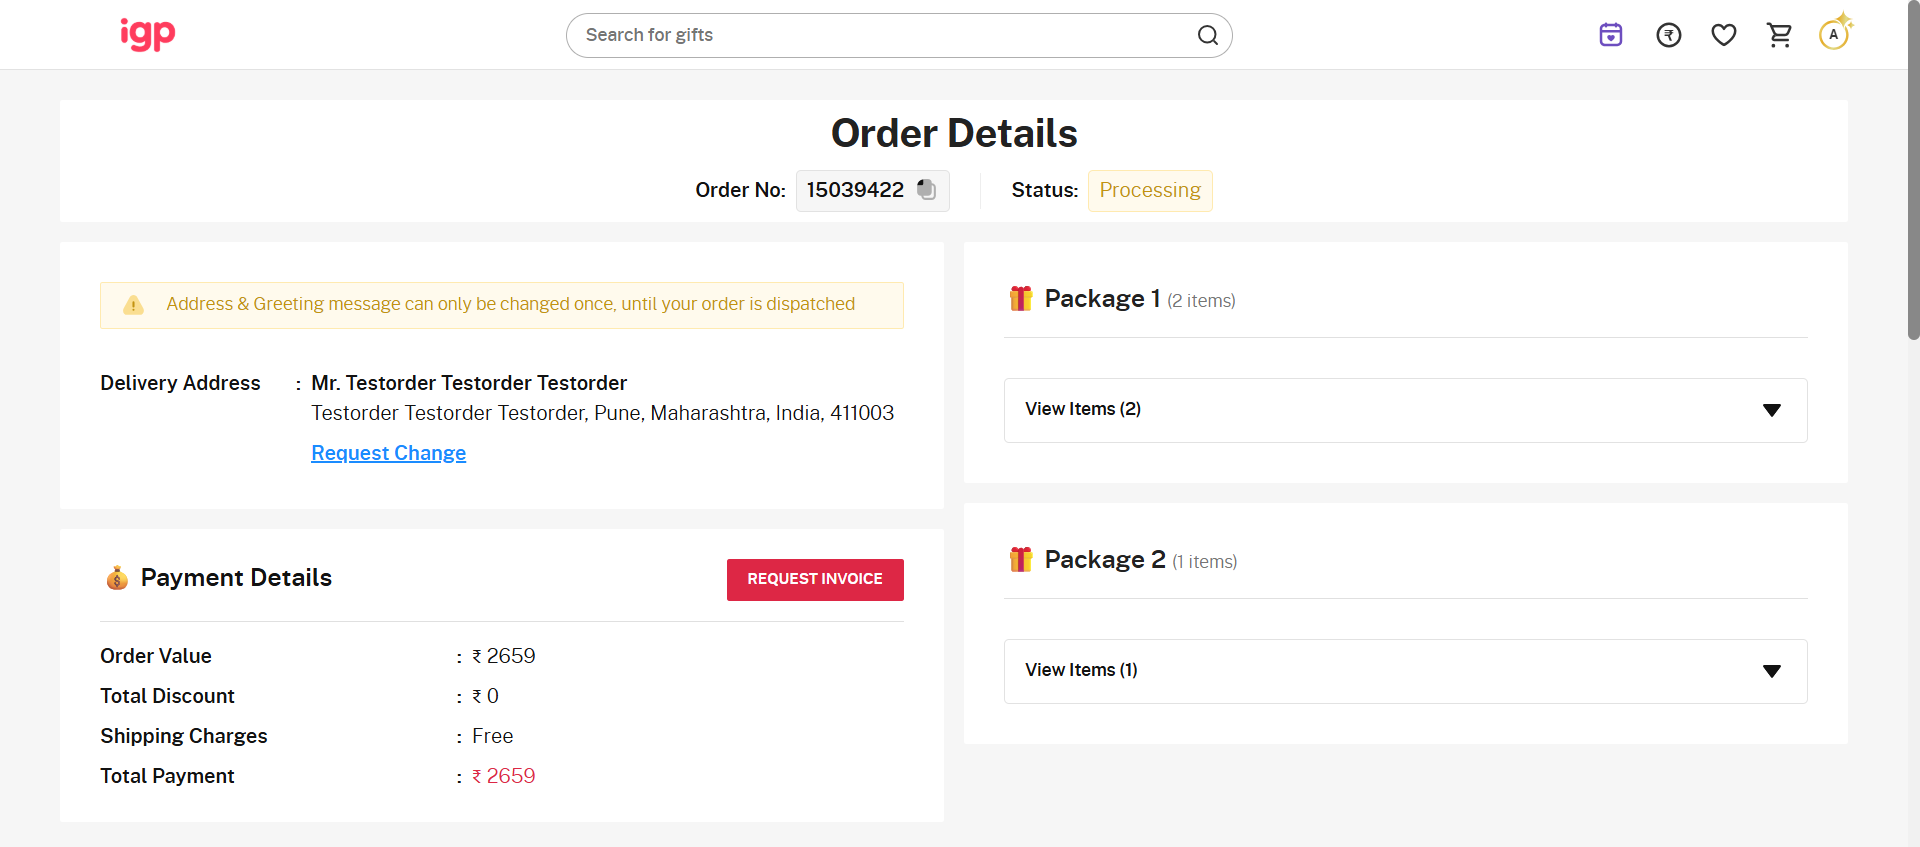 igp
Search for gifts
A
Order Details
Order No: 15039422
Status: Processing
Address & Greeting message can only be changed once, until your order is dispatched
Delivery Address : Mr. Testorder Testorder Testorder
Testorder Testorder Testorder, Pune, Maharashtra, India, 411003
Request Change
Payment Details
REQUEST INVOICE
Order Value : ₹ 2659
Total Discount : ₹ 0
Shipping Charges : Free
Total Payment : ₹ 2659
Package 1 (2 items)
View Items (2)
Package 2 (1 items)
View Items (1)